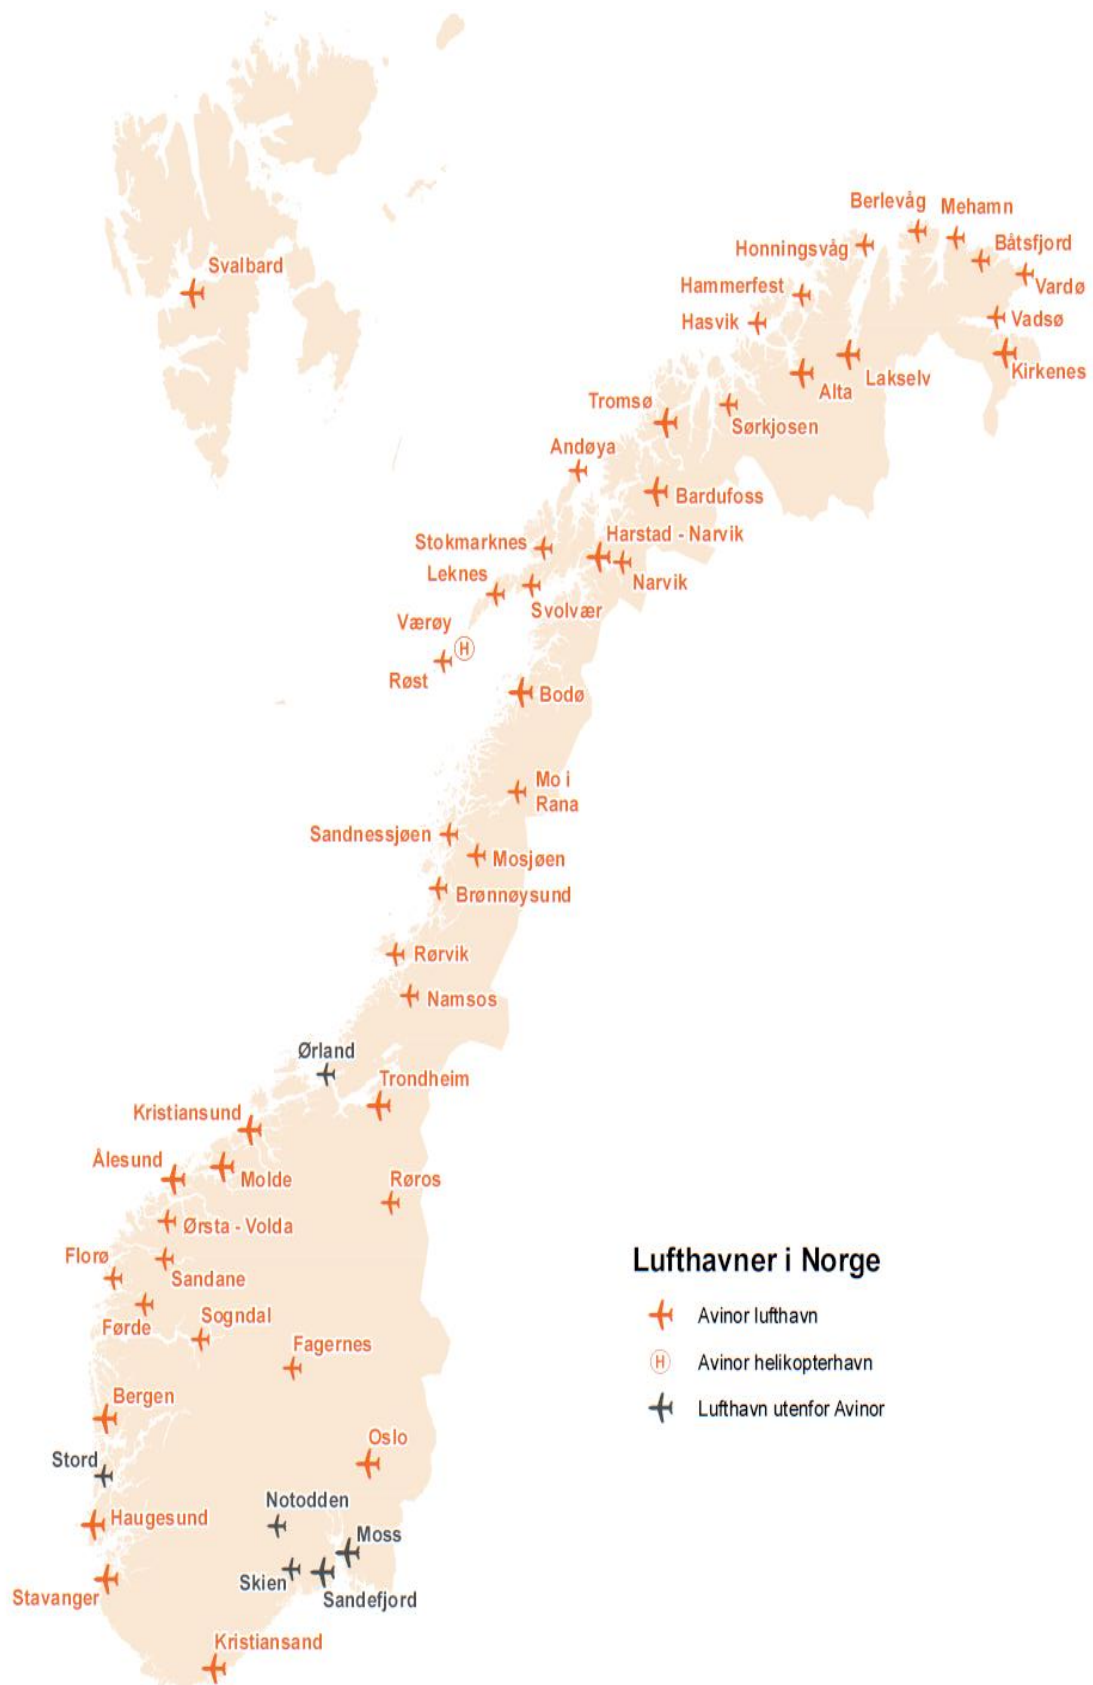 Berlevåg
Mehamn
Honningsvåg
Båtsfjord
Svalbard
Hammerfest
Vardø
Hasvik
Vadsø
Lakselv
Kirkenes
Alta
Tromsø
Sørkjosen
Andøya
Bardufoss
Harstad - Narvik
Stokmarknes
Leknes
Narvik
Svolvær
Værøy
H
Røst
Bodø
Mo i
Rana
Sandnessjøen
Mosjøen
Brønnøysund
Rørvik
Namsos
Ørland
Trondheim
Kristiansund
Ålesund
Molde
Røros
Ørsta - Volda
Florø
Sandane
Førde
Sogndal
Fagernes
Bergen
Oslo
Stord
Notodden
Haugesund
Moss
Skien
Sandefjord
Stavanger
Kristiansand
Lufthavner i Norge
Avinor lufthavn
H Avinor helikopterhavn
Lufthavn utenfor Avinor